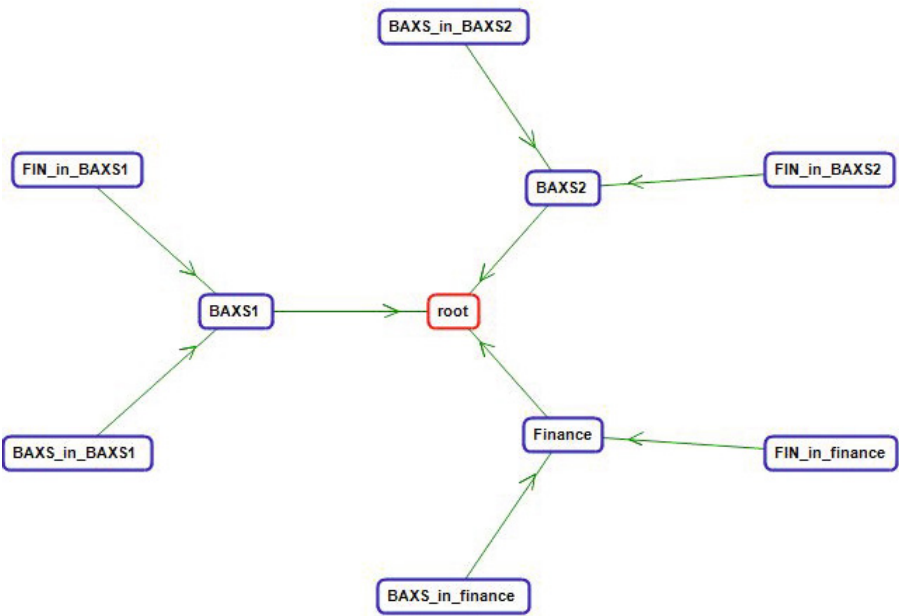 BAXS_in_BAXS2
FIN_in_BAXS1
FIN_in_BAXS2
BAXS2
BAXS1
root
Finance
BAXS_in_BAXS1
FIN_in_finance
BAXS_in_finance